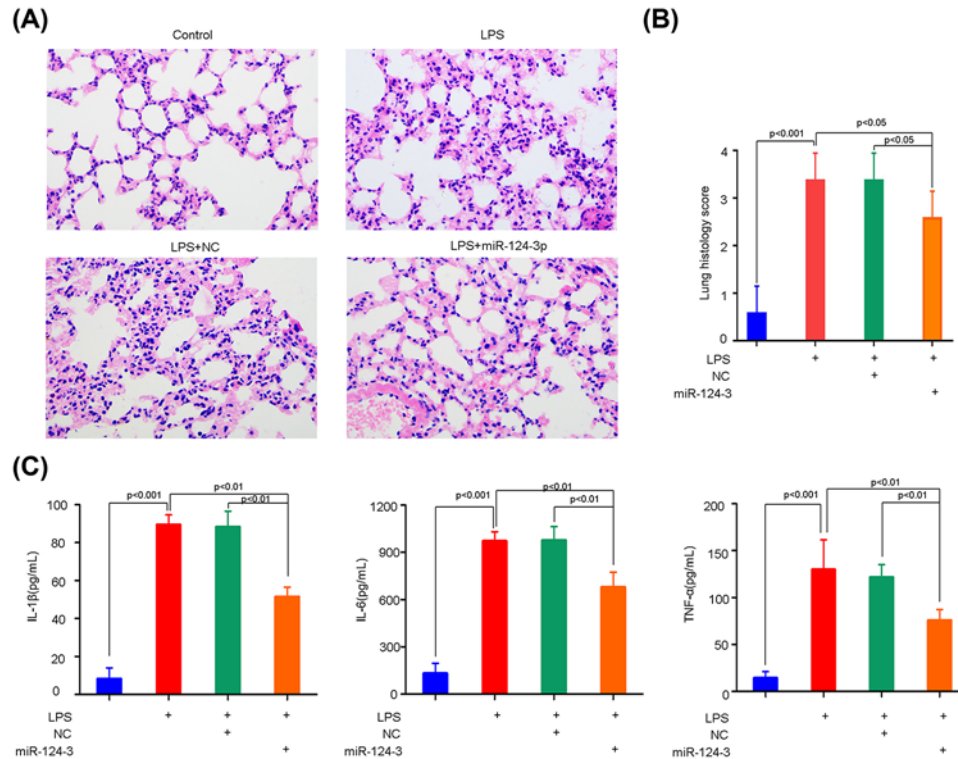 (A)
Control
LPS
LPS+NC
LPS+miR-124-3p
(B)
p<0.05
p<0.001
p<0.05
Lung histology score
4
3
2
1
0
LPS + + +
NC +
miR-124-3 +
(C)
p<0.01
p<0.001
p<0.01
IL-1β(pg/mL)
100
80
60
40
20
0
LPS + + +
NC +
miR-124-3 +
p<0.01
p<0.001
p<0.01
IL-6(pg/mL)
1200
900
600
300
0
LPS + + +
NC +
miR-124-3 +
p<0.01
p<0.001
p<0.01
TNF-α(pg/mL)
200
150
100
50
0
LPS + + +
NC +
miR-124-3 +